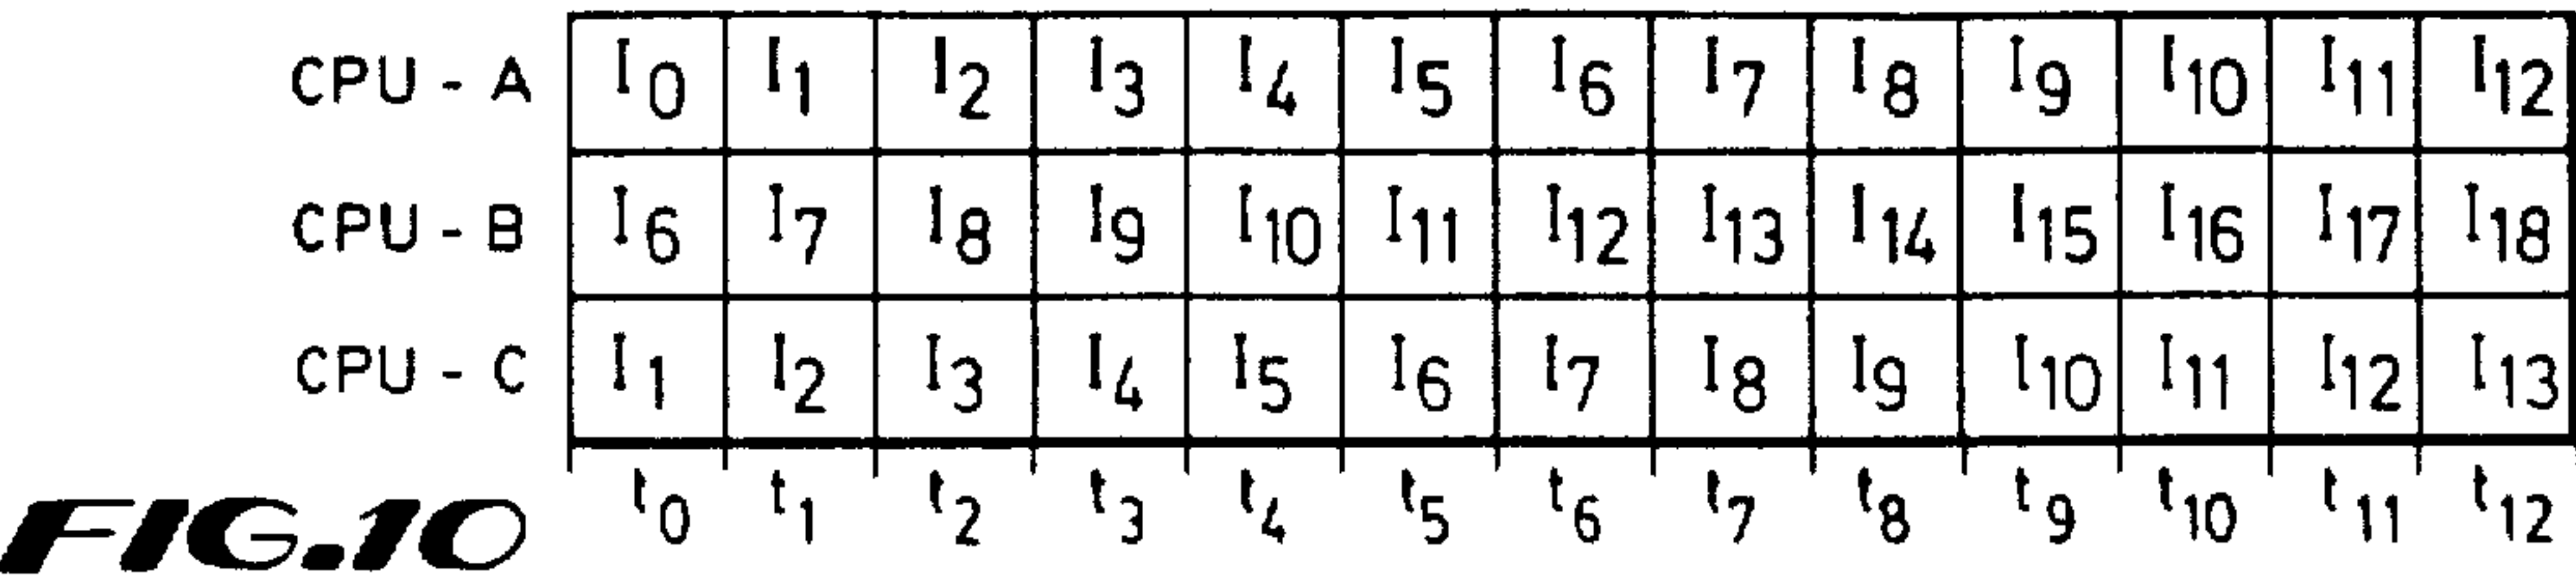 CPU - A I0 I1 I2 I3 I4 I5 I6 I7 I8 I9 I10 I11 I12
CPU - B I6 I7 I8 I9 I10 I11 I12 I13 I14 I15 I16 I17 I18
CPU - C I1 I2 I3 I4 I5 I6 I7 I8 I9 I10 I11 I12 I13
t0 t1 t2 t3 t4 t5 t6 t7 t8 t9 t10 t11 t12
FIG.10